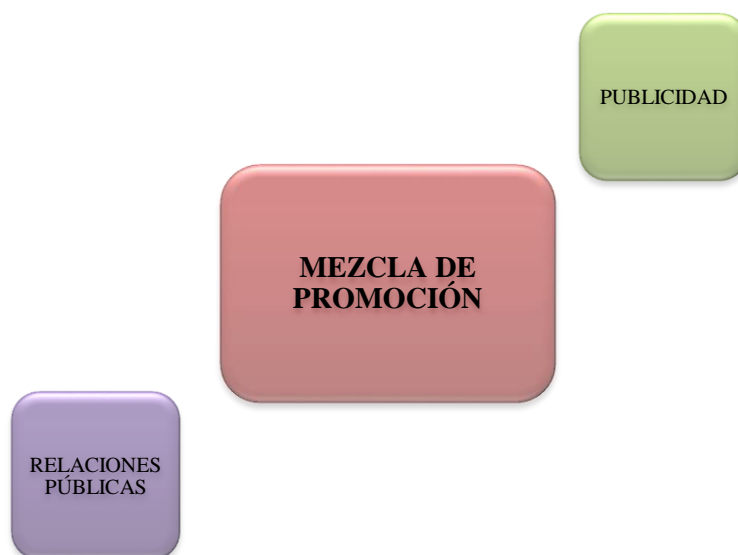 PUBLICIDAD
MEZCLA DE
PROMOCIÓN
RELACIONES
PÚBLICAS